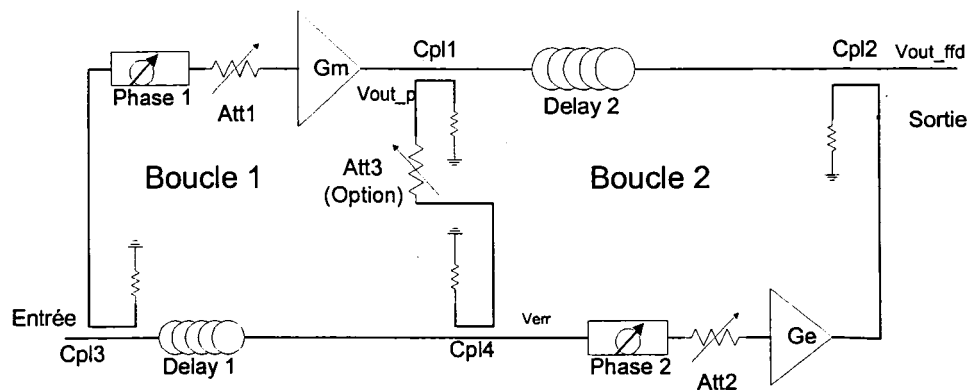 Cpl1
Cpl2
Vout_ffd
Gm
Phase 1
Att1
Vout_p
Delay 2
Sortie
Boucle 1
Att3
(Option)
Boucle 2
Entrée
Cpl3
Delay 1
Cpl4
Verr
Phase 2
Att2
Ge